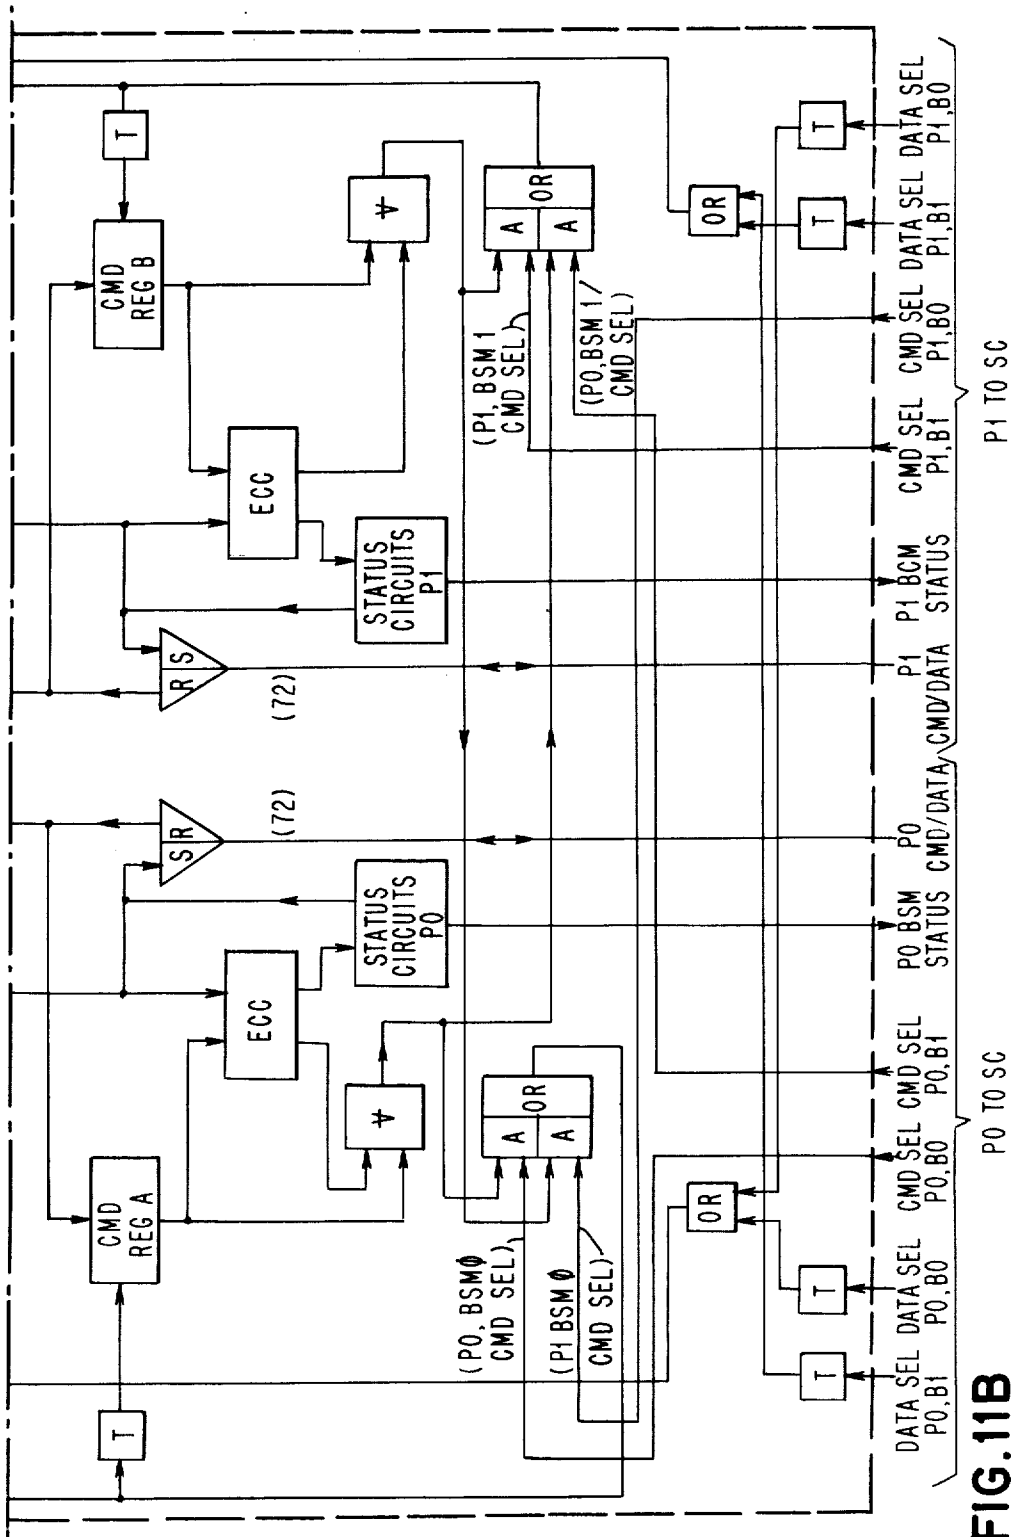 T
CMD
REG A
CMD
REG B
T
ECC
ECC
S R
R S
(72)
(72)
STATUS
CIRCUITS
P0
STATUS
CIRCUITS
P1
∀
∀
A
A
OR
A
A
OR
(P0, BSMΦ
CMD SEL)
(P1 BSMΦ
CMD SEL)
(P1, BSM 1
CMD SEL)
(P0, BSM 1/
CMD SEL)
OR
OR
T
T
T
T
DATA SEL
P0,B1
DATA SEL
P0,B0
CMD SEL
P0,B0
CMD SEL
P0,B1
P0 BSM
STATUS
P0
CMD/DATA
P1
CMD/DATA
P1 BCM
STATUS
CMD SEL
P1,B1
CMD SEL
P1,B0
DATA SEL
P1,B1
DATA SEL
P1,B0
P0 TO SC
P1 TO SC
FIG.11B